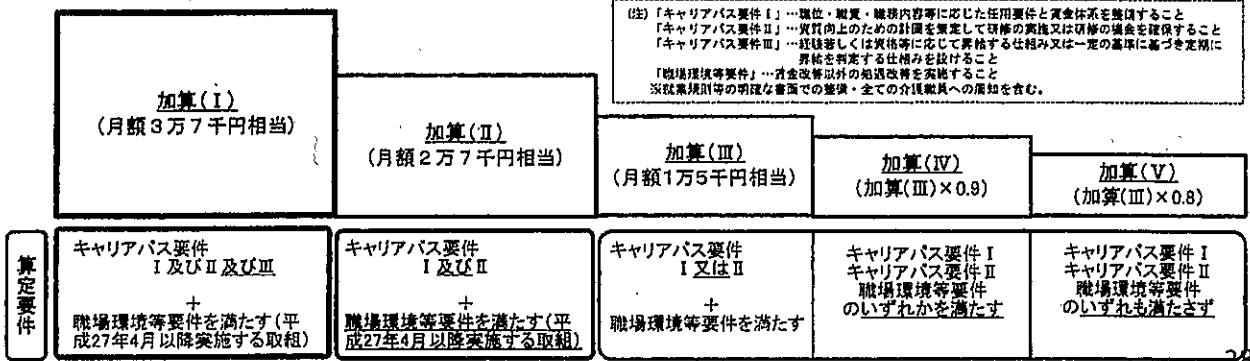 (注)「キャリアパス要件Ⅰ」…職位・職責・職務内容等に応じた任用要件と賃金体系を整備すること
「キャリアパス要件Ⅱ」…資質向上のための計画を策定して研修の実施又は研修の機会を確保すること
「キャリアパス要件Ⅲ」…経験若しくは資格等に応じて昇給する仕組み又は一定の基準に基づき定期に
昇給を判定する仕組みを設けること
「職場環境等要件」…賃金改善以外の処遇改善を実施すること
※就業規則等の明確な書面での整備・全ての介護職員への周知を含む。
加算(Ⅰ)
(月額3万7千円相当)
加算(Ⅱ)
(月額2万7千円相当)
加算(Ⅲ)
(月額1万5千円相当)
加算(Ⅳ)
(加算(Ⅲ)×0.9)
加算(Ⅴ)
(加算(Ⅲ)×0.8)
算定要件
キャリアパス要件
Ⅰ及びⅡ及びⅢ
+
職場環境等要件を満たす(平
成27年4月以降実施する取組)
キャリアパス要件
Ⅰ及びⅡ
+
職場環境等要件を満たす(平
成27年4月以降実施する取組)
キャリアパス要件
Ⅰ又はⅡ
+
職場環境等要件を満たす
キャリアパス要件Ⅰ
キャリアパス要件Ⅱ
職場環境等要件
のいずれかを満たす
キャリアパス要件Ⅰ
キャリアパス要件Ⅱ
職場環境等要件
のいずれも満たさず